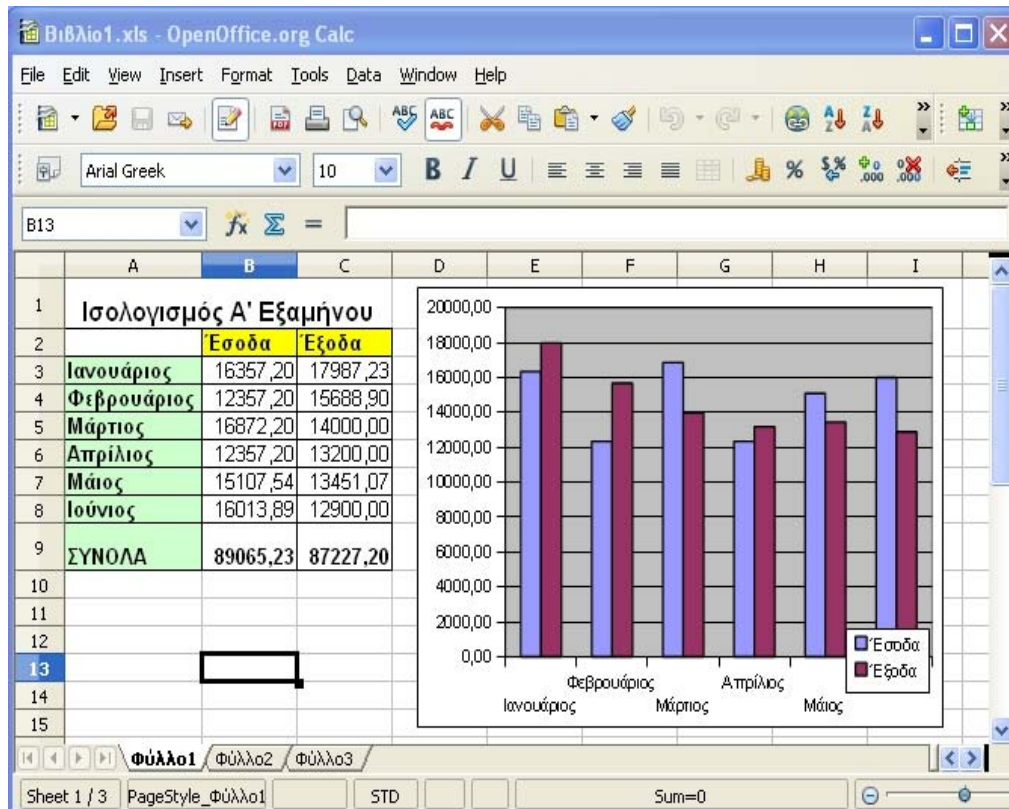 Βιβλίο1.xls - OpenOffice.org Calc
File Edit View Insert Format Tools Data Window Help
Arial Greek 10 B I U
B13
A B C D E F G H I
1 Ισολογισμός Α' Εξαμήνου
2 Έσοδα Έξοδα
3 Ιανουάριος 16357,20 17987,23
4 Φεβρουάριος 12357,20 15688,90
5 Μάρτιος 16872,20 14000,00
6 Απρίλιος 12357,20 13200,00
7 Μάιος 15107,54 13451,07
8 Ιούνιος 16013,89 12900,00
9 ΣΥΝΟΛΑ 89065,23 87227,20
10
11
12
13
14
15
20000,00
18000,00
16000,00
14000,00
12000,00
10000,00
8000,00
6000,00
4000,00
2000,00
0,00
Έσοδα
Έξοδα
Φεβρουάριος Απρίλιος
Ιανουάριος Μάρτιος Μάιος
Φύλλο1 Φύλλο2 Φύλλο3
Sheet 1 / 3 PageStyle_Φύλλο1 STD Sum=0